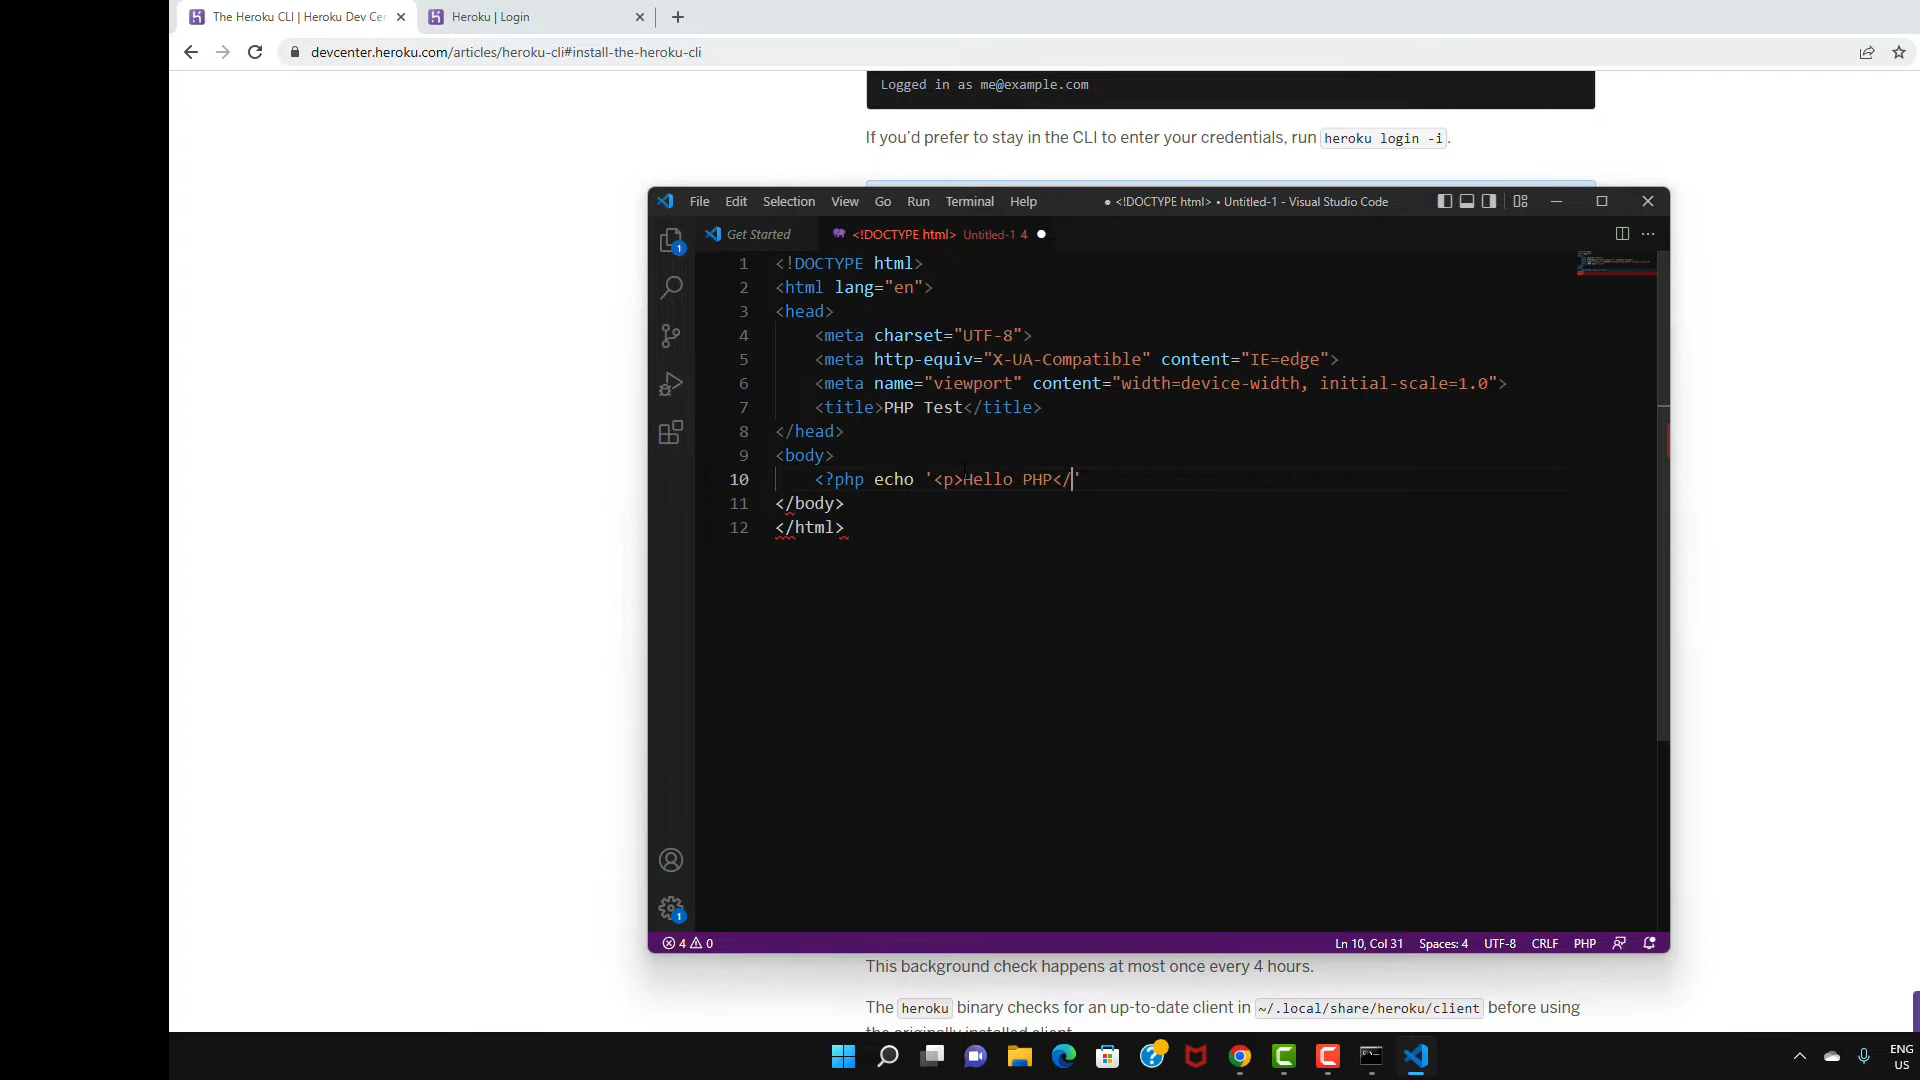 The Heroku CLI | Heroku Dev Cen
Heroku | Login
devcenter.heroku.com/articles/heroku-cli#install-the-heroku-cli
Logged in as me@example.com
If you’d prefer to stay in the CLI to enter your credentials, run heroku login -i.
File Edit Selection View Go Run Terminal Help
● <!DOCTYPE html> • Untitled-1 - Visual Studio Code
Get Started
<!DOCTYPE html> Untitled-1 4
1 <!DOCTYPE html>
2 <html lang="en">
3 <head>
4 <meta charset="UTF-8">
5 <meta http-equiv="X-UA-Compatible" content="IE=edge">
6 <meta name="viewport" content="width=device-width, initial-scale=1.0">
7 <title>PHP Test</title>
8 </head>
9 <body>
10 <?php echo '<p>Hello PHP</'
11 </body>
12 </html>
1
1
4 0
Ln 10, Col 31 Spaces: 4 UTF-8 CRLF PHP
This background check happens at most once every 4 hours.
The heroku binary checks for an up-to-date client in ~/.local/share/heroku/client before using
the originally installed client
ENG
US